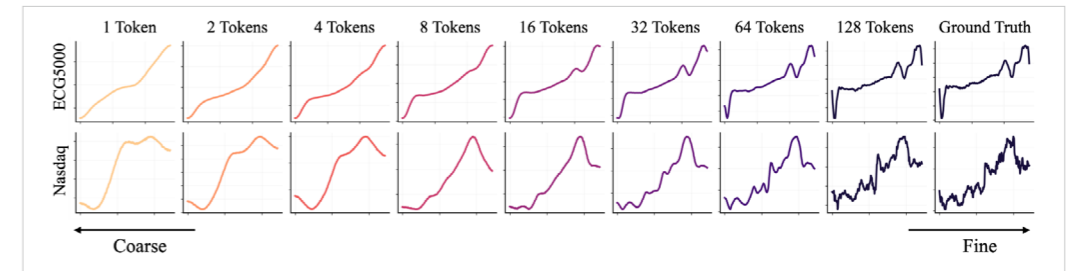 1 Token 2 Tokens 4 Tokens 8 Tokens 16 Tokens 32 Tokens 64 Tokens 128 Tokens Ground Truth
ECG5000
Nasdaq
Coarse Fine